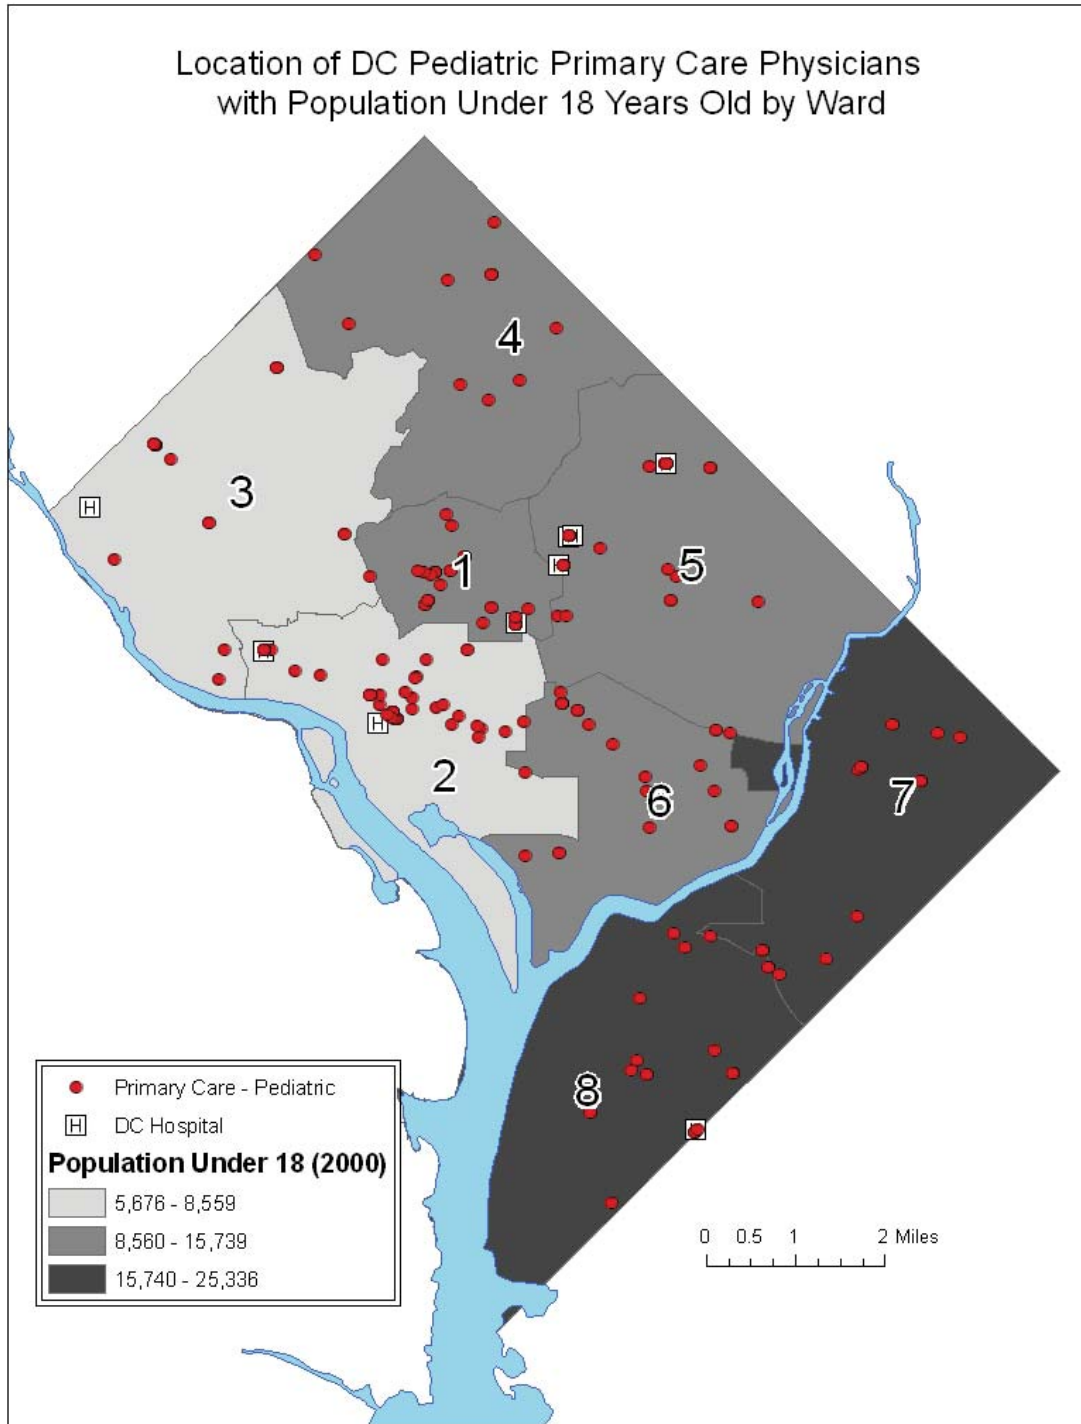 Location of DC Pediatric Primary Care Physicians
with Population Under 18 Years Old by Ward
4
3
H
1
5
H
H
H
2
6
7
8
H
Primary Care - Pediatric
H DC Hospital
Population Under 18 (2000)
5,676 - 8,559
8,560 - 15,739
15,740 - 25,336
0 0.5 1 2 Miles